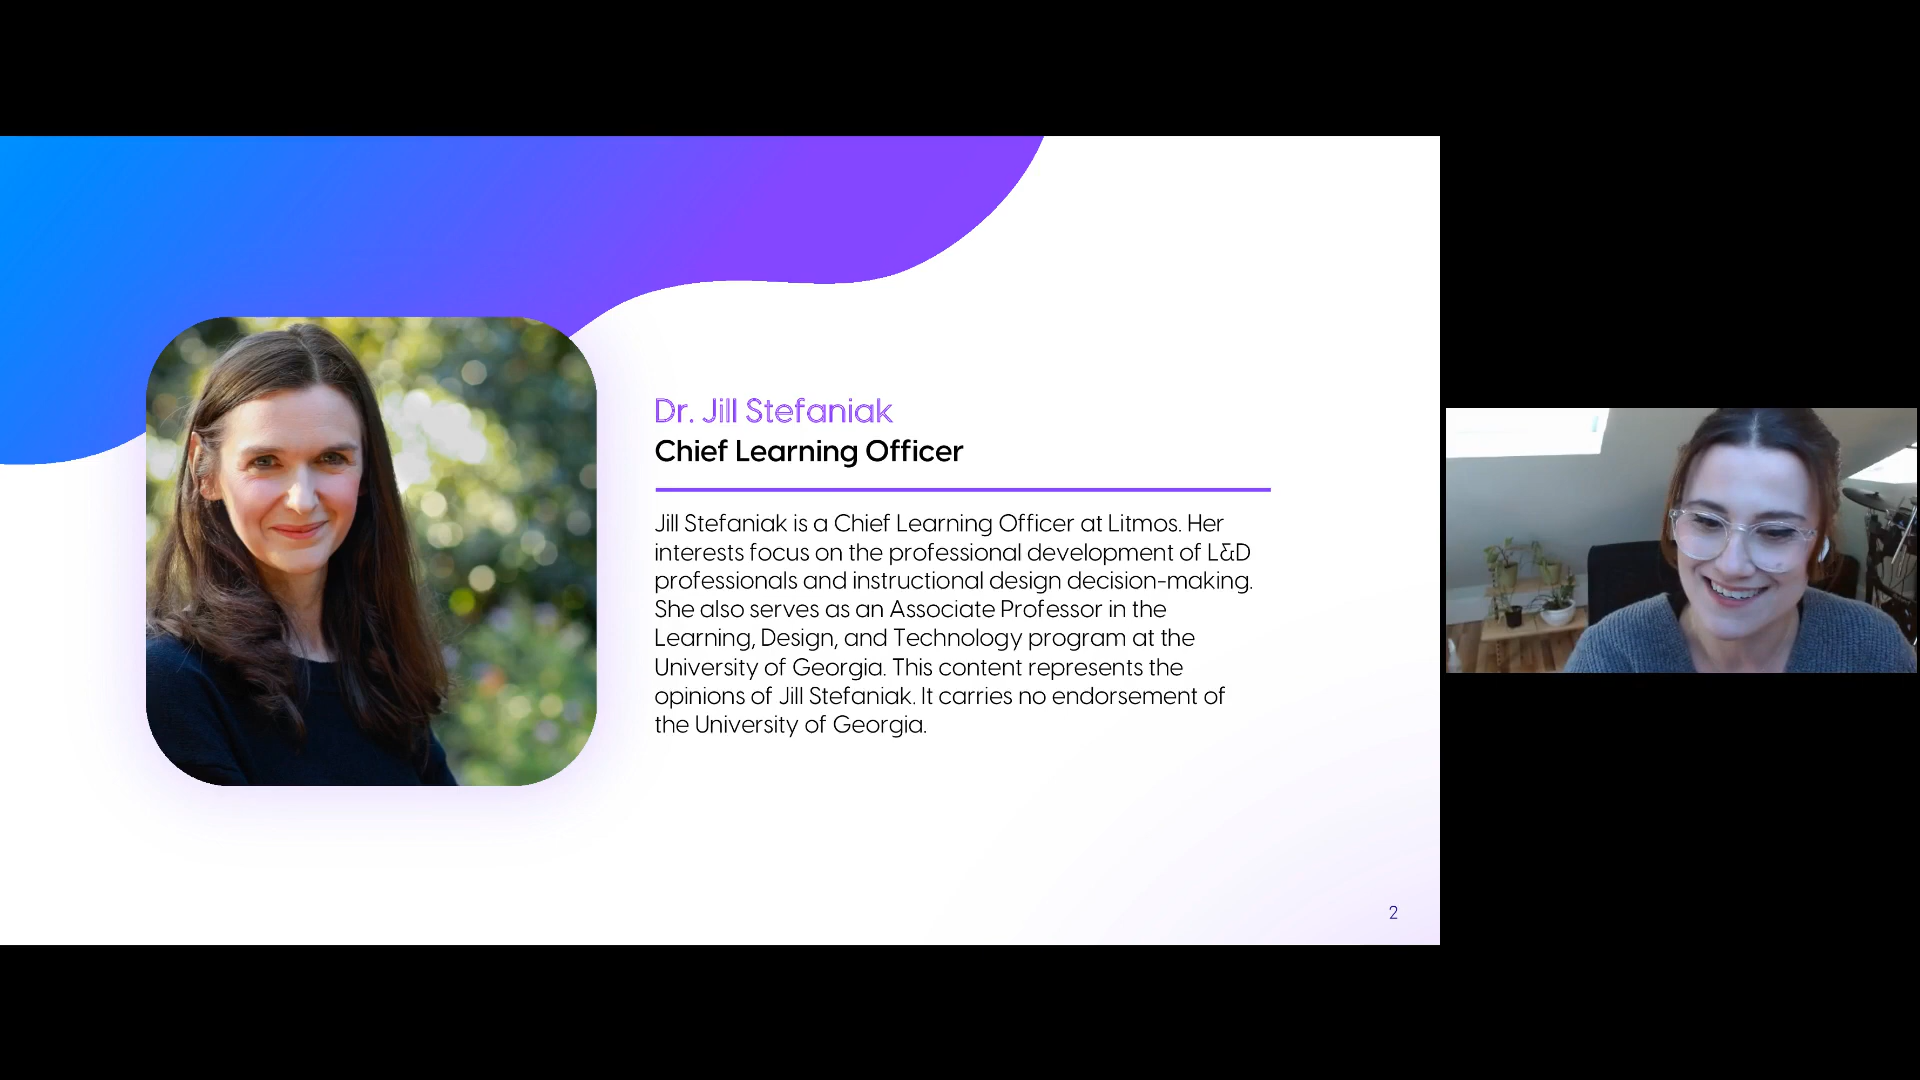 Dr. Jill Stefaniak
Chief Learning Officer
Jill Stefaniak is a Chief Learning Officer at Litmos. Her
interests focus on the professional development of L&D
professionals and instructional design decision-making.
She also serves as an Associate Professor in the
Learning, Design, and Technology program at the
University of Georgia. This content represents the
opinions of Jill Stefaniak. It carries no endorsement of
the University of Georgia.
2